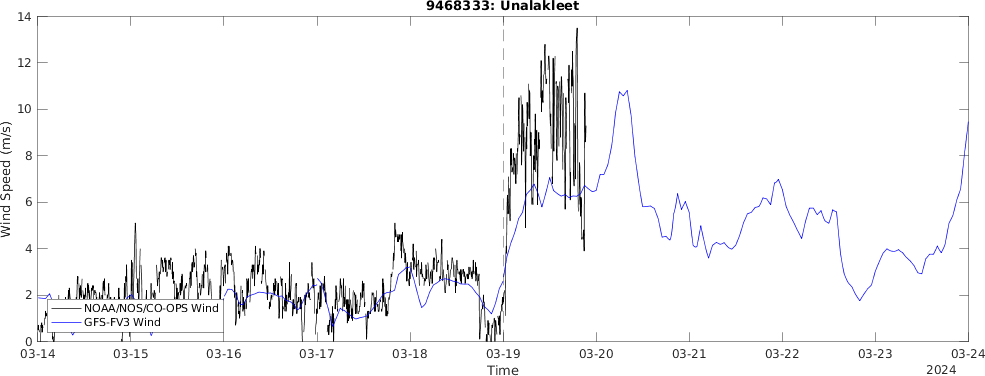 9468333: Unalakleet
Wind Speed (m/s)
14
12
10
8
6
4
2
0
NOAA/NOS/CO-OPS Wind
GFS-FV3 Wind
03-14 03-15 03-16 03-17 03-18 03-19 03-20 03-21 03-22 03-23 03-24
Time
2024